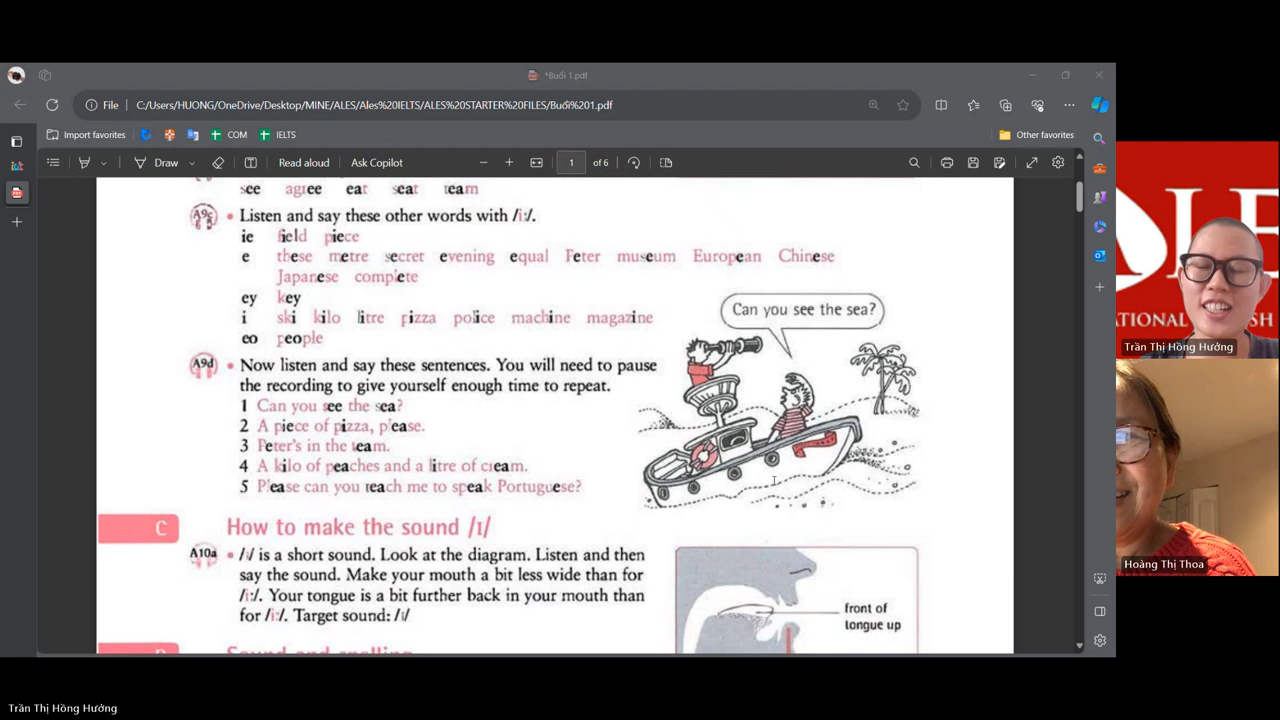 *Buổi 1.pdf
File
C:/Users/HUONG/OneDrive/Desktop/MINE/ALES/Ales%20IELTS/ALES%20STARTER%20FILES/Buổi%201.pdf
Import favorites
COM
IELTS
Other favorites
Draw
Read aloud
Ask Copilot
1 of 6
see agree eat seat team
A9c • Listen and say these other words with /iː/.
ie field piece
e these metre secret evening equal Peter museum European Chinese
Japanese complete
ey key
i ski kilo litre pizza police machine magazine
eo people
Can you see the sea?
A9d • Now listen and say these sentences. You will need to pause
the recording to give yourself enough time to repeat.
1 Can you see the sea?
2 A piece of pizza, please.
3 Peter's in the team.
4 A kilo of peaches and a litre of cream.
5 Please can you teach me to speak Portuguese?
C How to make the sound /ɪ/
A10a • /ɪ/ is a short sound. Look at the diagram. Listen and then
say the sound. Make your mouth a bit less wide than for
/iː/. Your tongue is a bit further back in your mouth than
for /iː/. Target sound: /ɪ/
front of
tongue up
Sound and spelling
Trần Thị Hồng Hưởng
Hoàng Thị Thoa
Trần Thị Hồng Hưởng